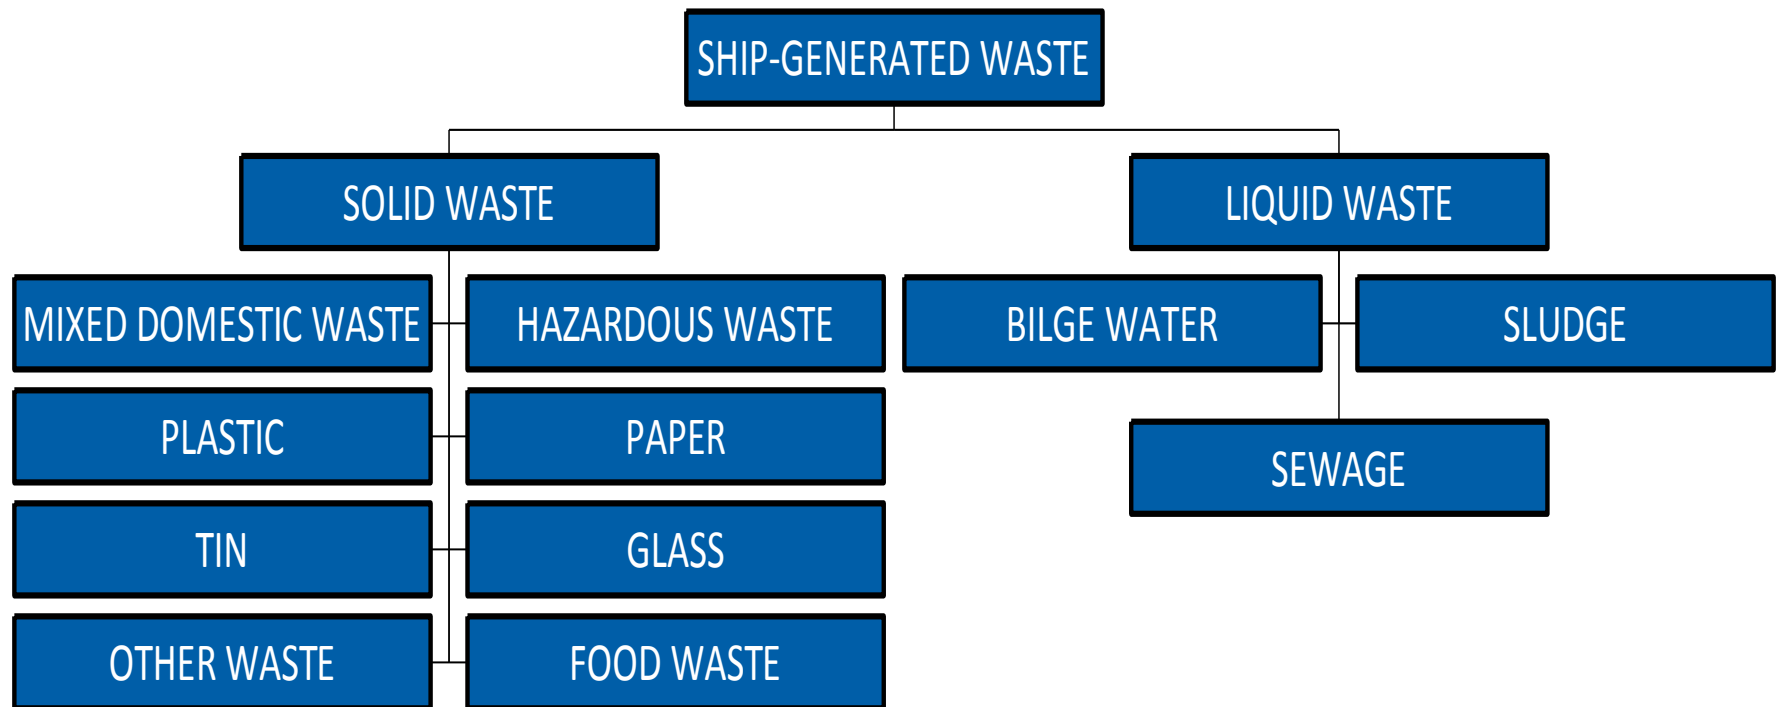 SHIP-GENERATED WASTE
SOLID WASTE
LIQUID WASTE
MIXED DOMESTIC WASTE
HAZARDOUS WASTE
BILGE WATER
SLUDGE
PLASTIC
PAPER
SEWAGE
TIN
GLASS
OTHER WASTE
FOOD WASTE